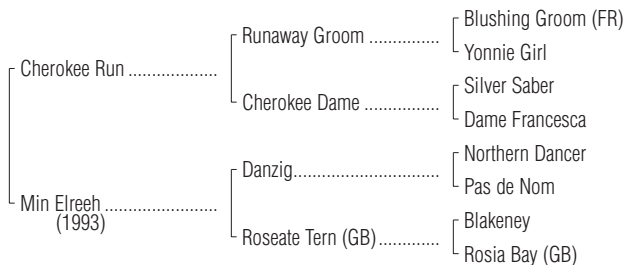 Blushing Groom (FR)
Runaway Groom ...............
Yonnie Girl
Cherokee Run ...................
Silver Saber
Cherokee Dame ................
Dame Francesca
Northern Dancer
Danzig...............................
Pas de Nom
Min Elreeh ........................
(1993)
Blakeney
Roseate Tern (GB).............
Rosia Bay (GB)